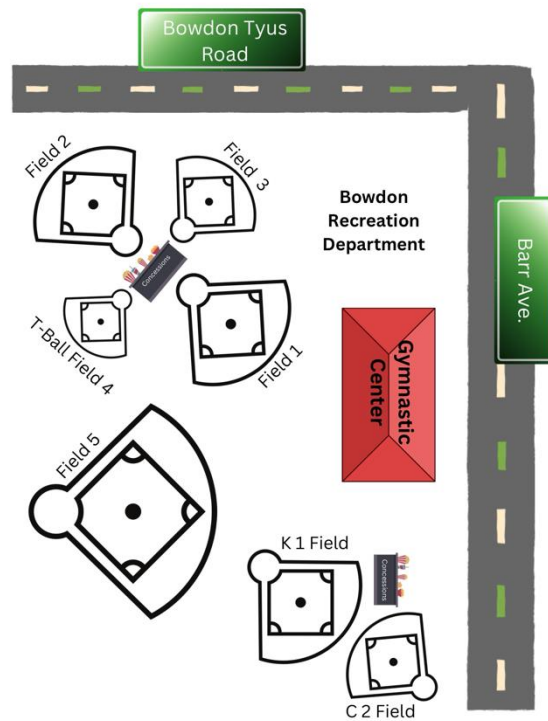 Bowdon Tyus
Road
Field 2
Field 3
Bowdon
Recreation
Department
Barr Ave.
Concessions
T-Ball Field 4
Field 1
Gymnastic
Center
Field 5
K 1 Field
Concessions
C 2 Field